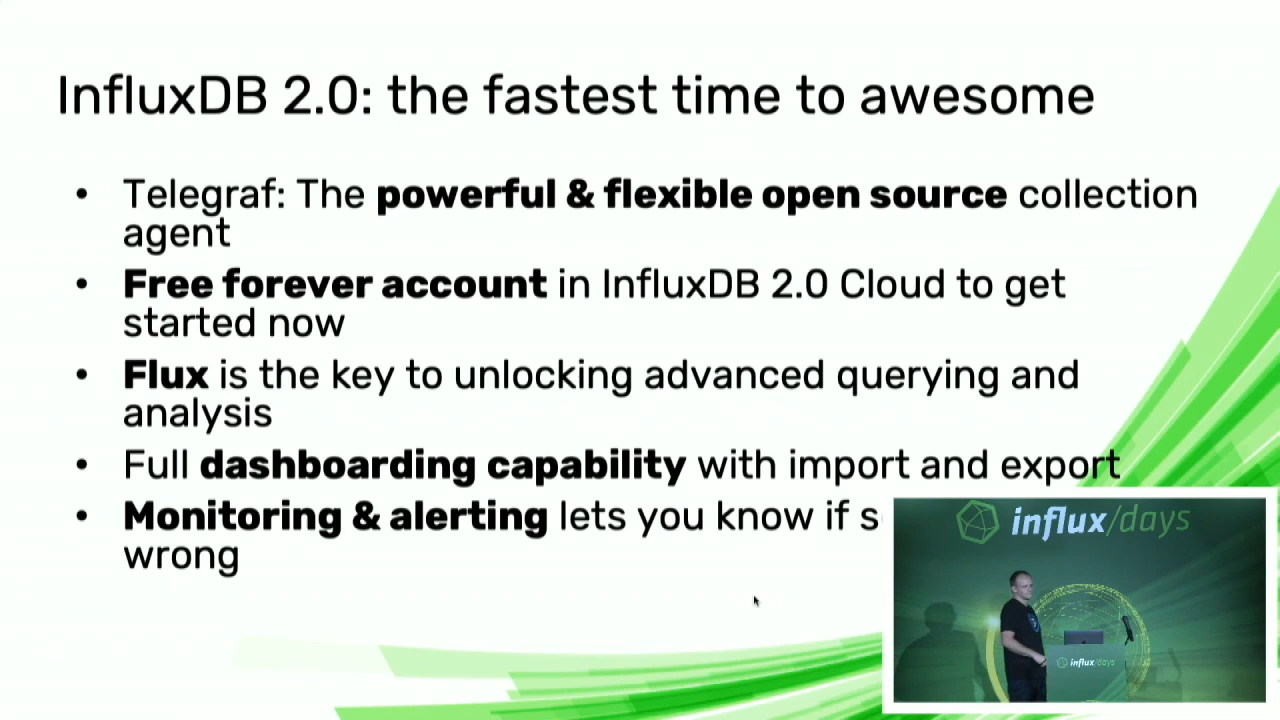 InfluxDB 2.0: the fastest time to awesome
• Telegraf: The powerful & flexible open source collection
agent
• Free forever account in InfluxDB 2.0 Cloud to get
started now
• Flux is the key to unlocking advanced querying and
analysis
• Full dashboarding capability with import and export
• Monitoring & alerting lets you know if
wrong
influx/days
influx/days